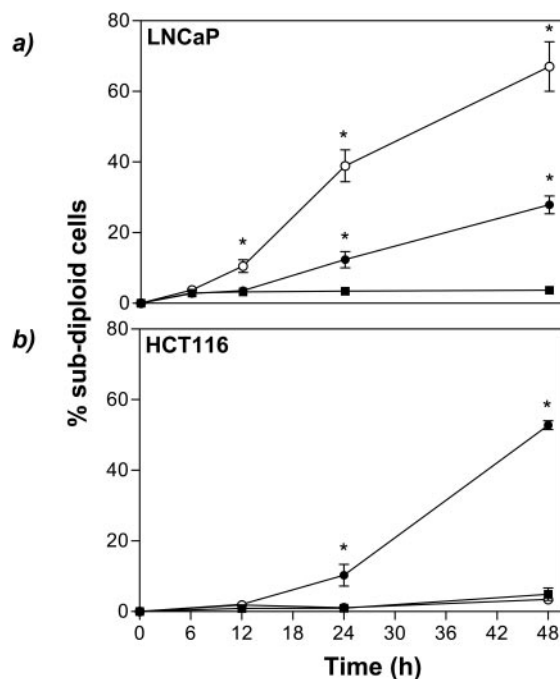 a)
LNCaP
80
60
40
20
0
* * * * *
b)
HCT116
80
60
40
20
0
* *
% sub-diploid cells
0 6 12 18 24 30 36 42 48
Time (h)